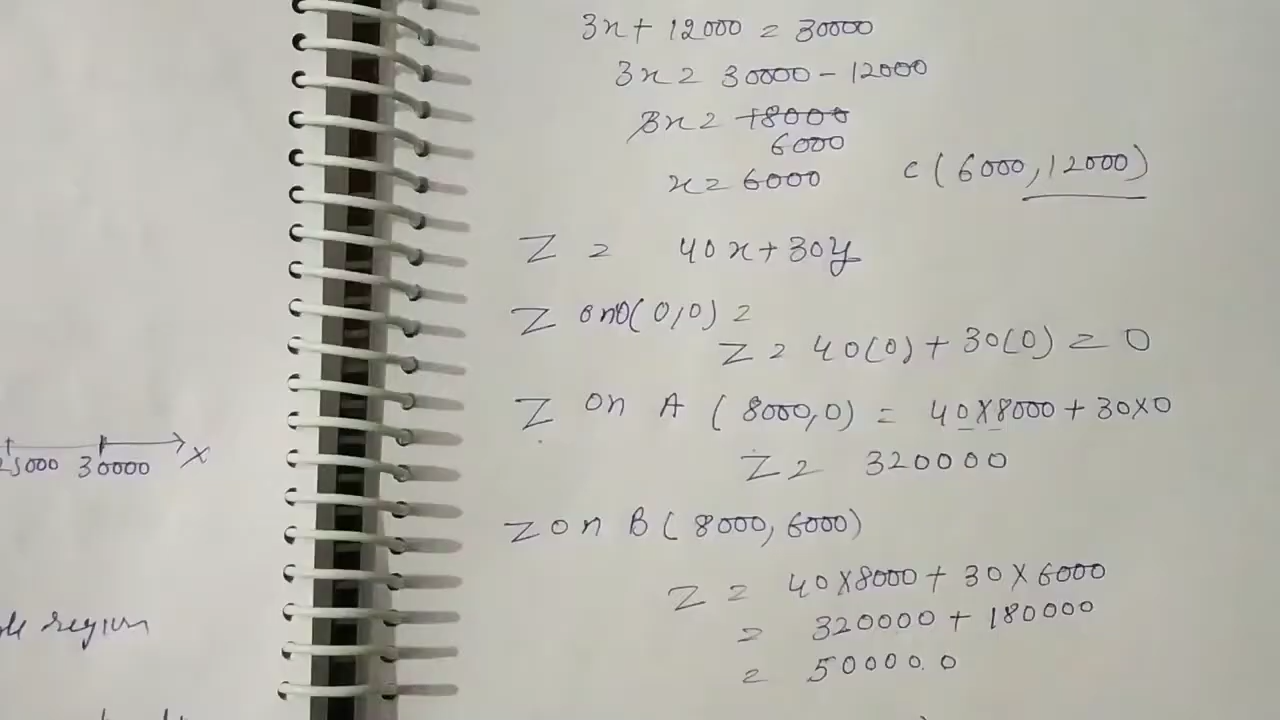 3x + 12000 = 30000
3x = 30000 - 12000
3x = 18000
6000
x = 6000
C (6000, 12000)
Z = 40x + 30y
Z on O(0,0) =
Z = 40(0) + 30(0) = 0
Z on A (8000, 0) = 40×8000 + 30×0
Z = 320000
Z on B (8000, 6000)
Z = 40×8000 + 30×6000
= 320000 + 180000
= 500000
30000 X
region